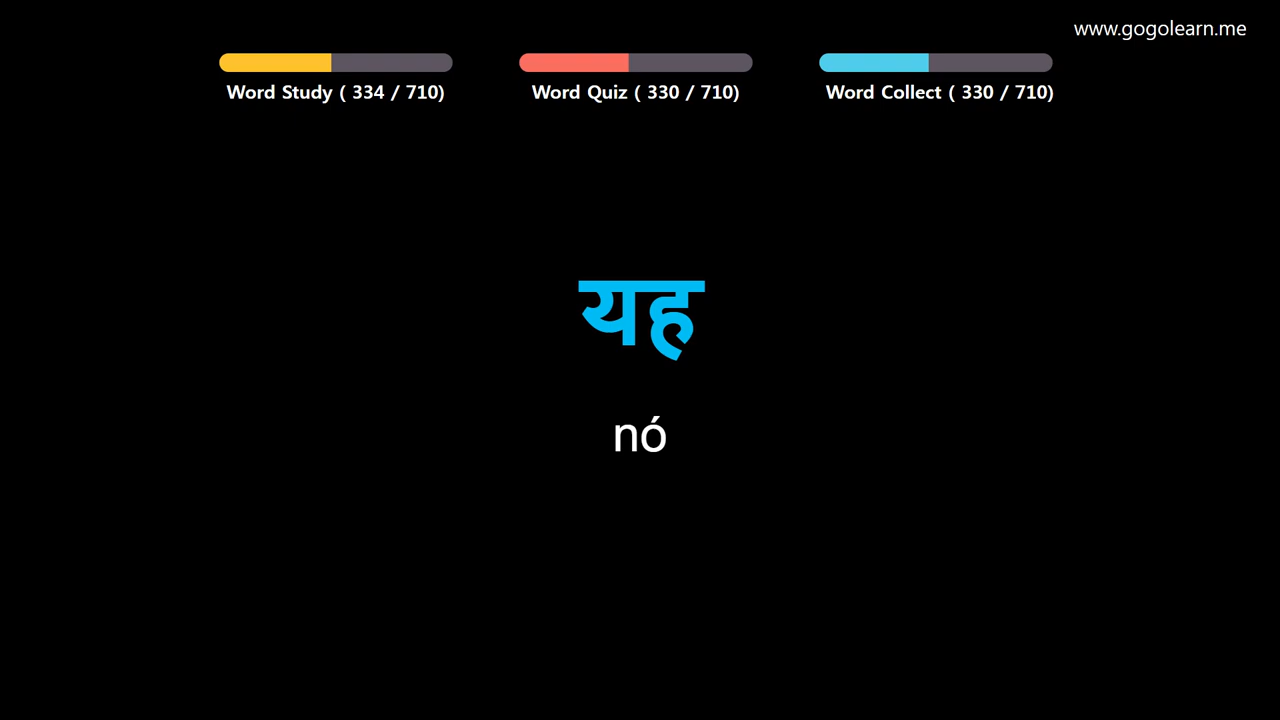 www.gogolearn.me
Word Study ( 334 / 710)
Word Quiz ( 330 / 710)
Word Collect ( 330 / 710)
यह
nó